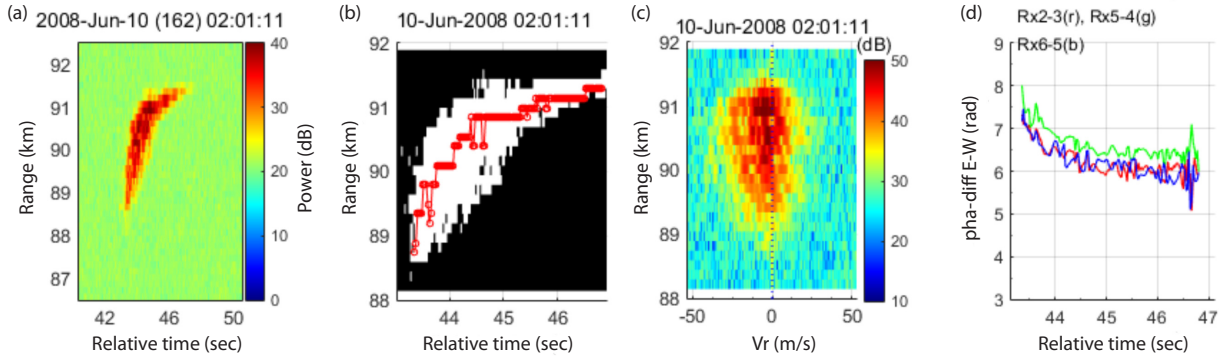 (a)
2008-Jun-10 (162) 02:01:11
92
91
90
89
88
87
Range (km)
42
44
46
48
50
Relative time (sec)
40
30
20
10
0
Power (dB)
(b)
10-Jun-2008 02:01:11
92
91
90
89
88
Range (km)
44
45
46
Relative time (sec)
(c)
10-Jun-2008 02:01:11
(dB)
92
91
90
89
88
Range (km)
-50
0
50
Vr (m/s)
50
40
30
20
10
(d)
Rx2-3(r), Rx5-4(g)
Rx6-5(b)
9
8
7
6
5
4
3
pha-diff E-W (rad)
44
45
46
47
Relative time (sec)